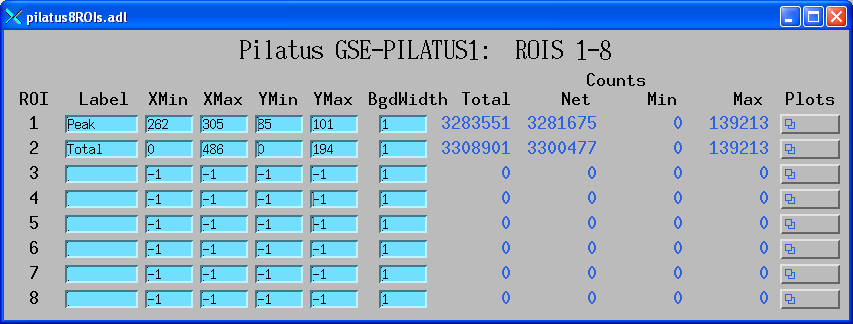 pilatus8ROIs.adl
Pilatus GSE-PILATUS1: ROIS 1-8
Counts
ROI Label XMin XMax YMin YMax BgdWidth Total Net Min Max Plots
1 Peak 262 305 85 101 1 3283551 3281675 0 139213
2 Total 0 486 0 194 1 3308901 3300477 0 139213
3 -1 -1 -1 -1 1 0 0 0 0
4 -1 -1 -1 -1 1 0 0 0 0
5 -1 -1 -1 -1 1 0 0 0 0
6 -1 -1 -1 -1 1 0 0 0 0
7 -1 -1 -1 -1 1 0 0 0 0
8 -1 -1 -1 -1 1 0 0 0 0